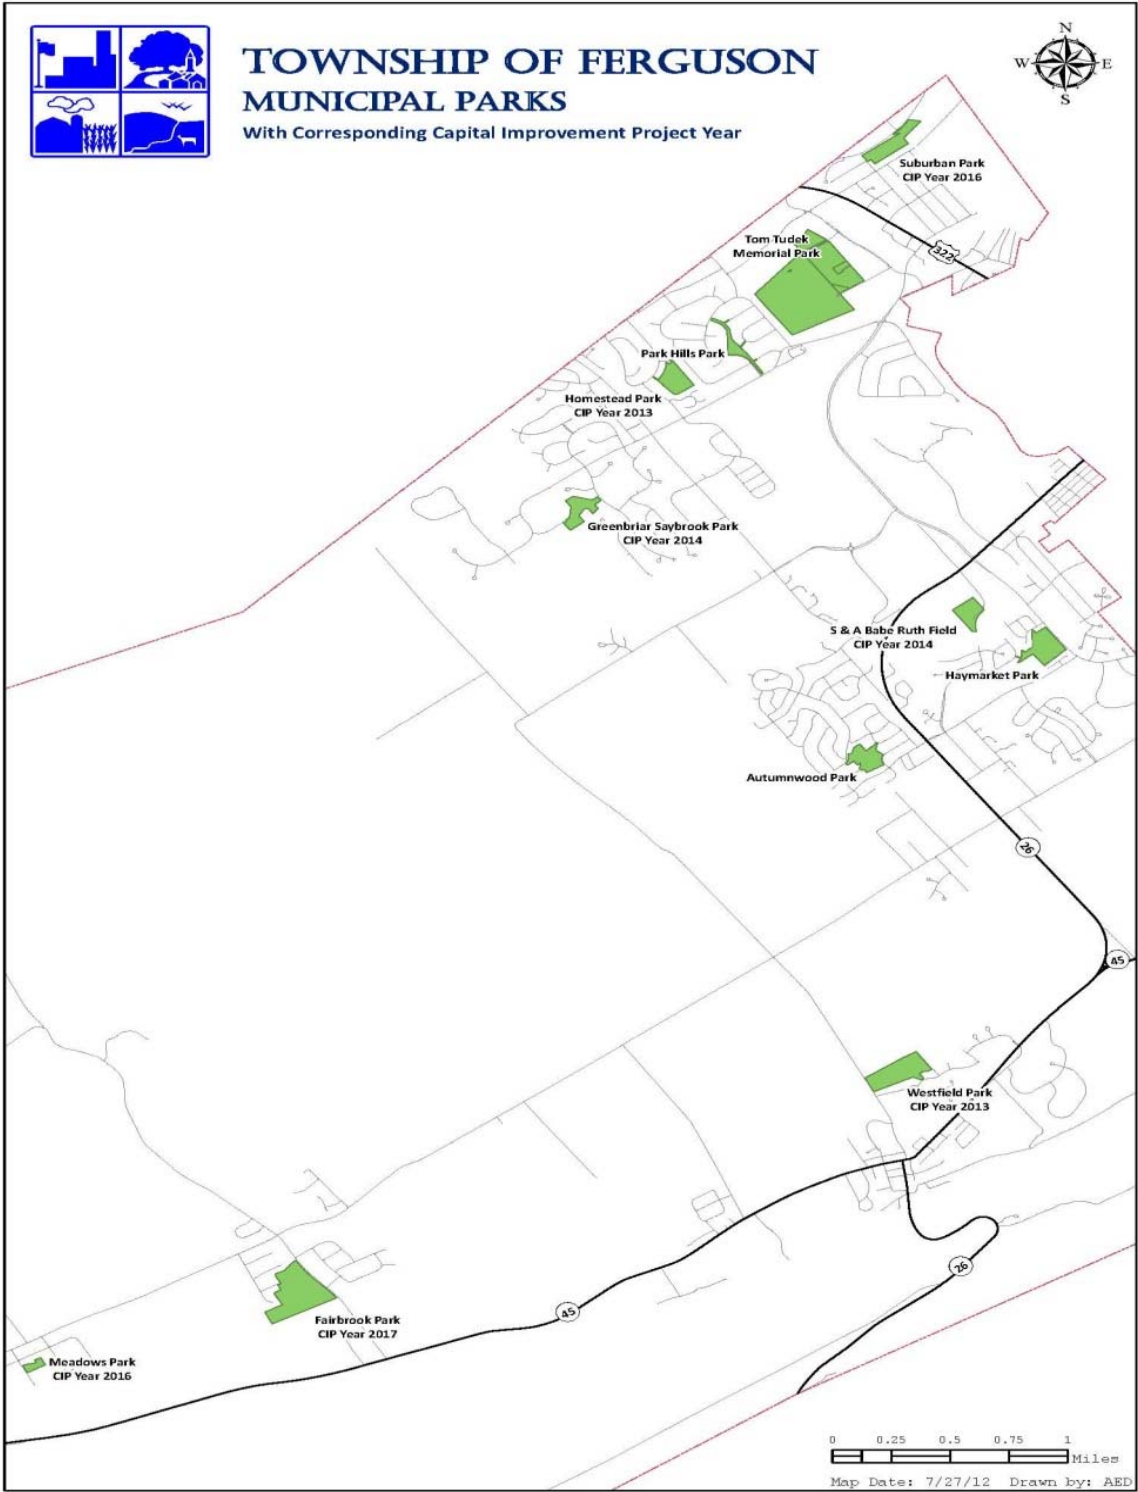 TOWNSHIP OF FERGUSON
MUNICIPAL PARKS
With Corresponding Capital Improvement Project Year
N
W
E
S
Suburban Park
CIP Year 2016
Tom Tudek
Memorial Park
322
Park Hills Park
Homestead Park
CIP Year 2013
Greenbriar Saybrook Park
CIP Year 2014
S & A Babe Ruth Field
CIP Year 2014
Haymarket Park
Autumnwood Park
26
45
Westfield Park
CIP Year 2013
26
45
Fairbrook Park
CIP Year 2017
Meadows Park
CIP Year 2016
0 0.25 0.5 0.75 1
Miles
Map Date: 7/27/12 Drawn by: AED